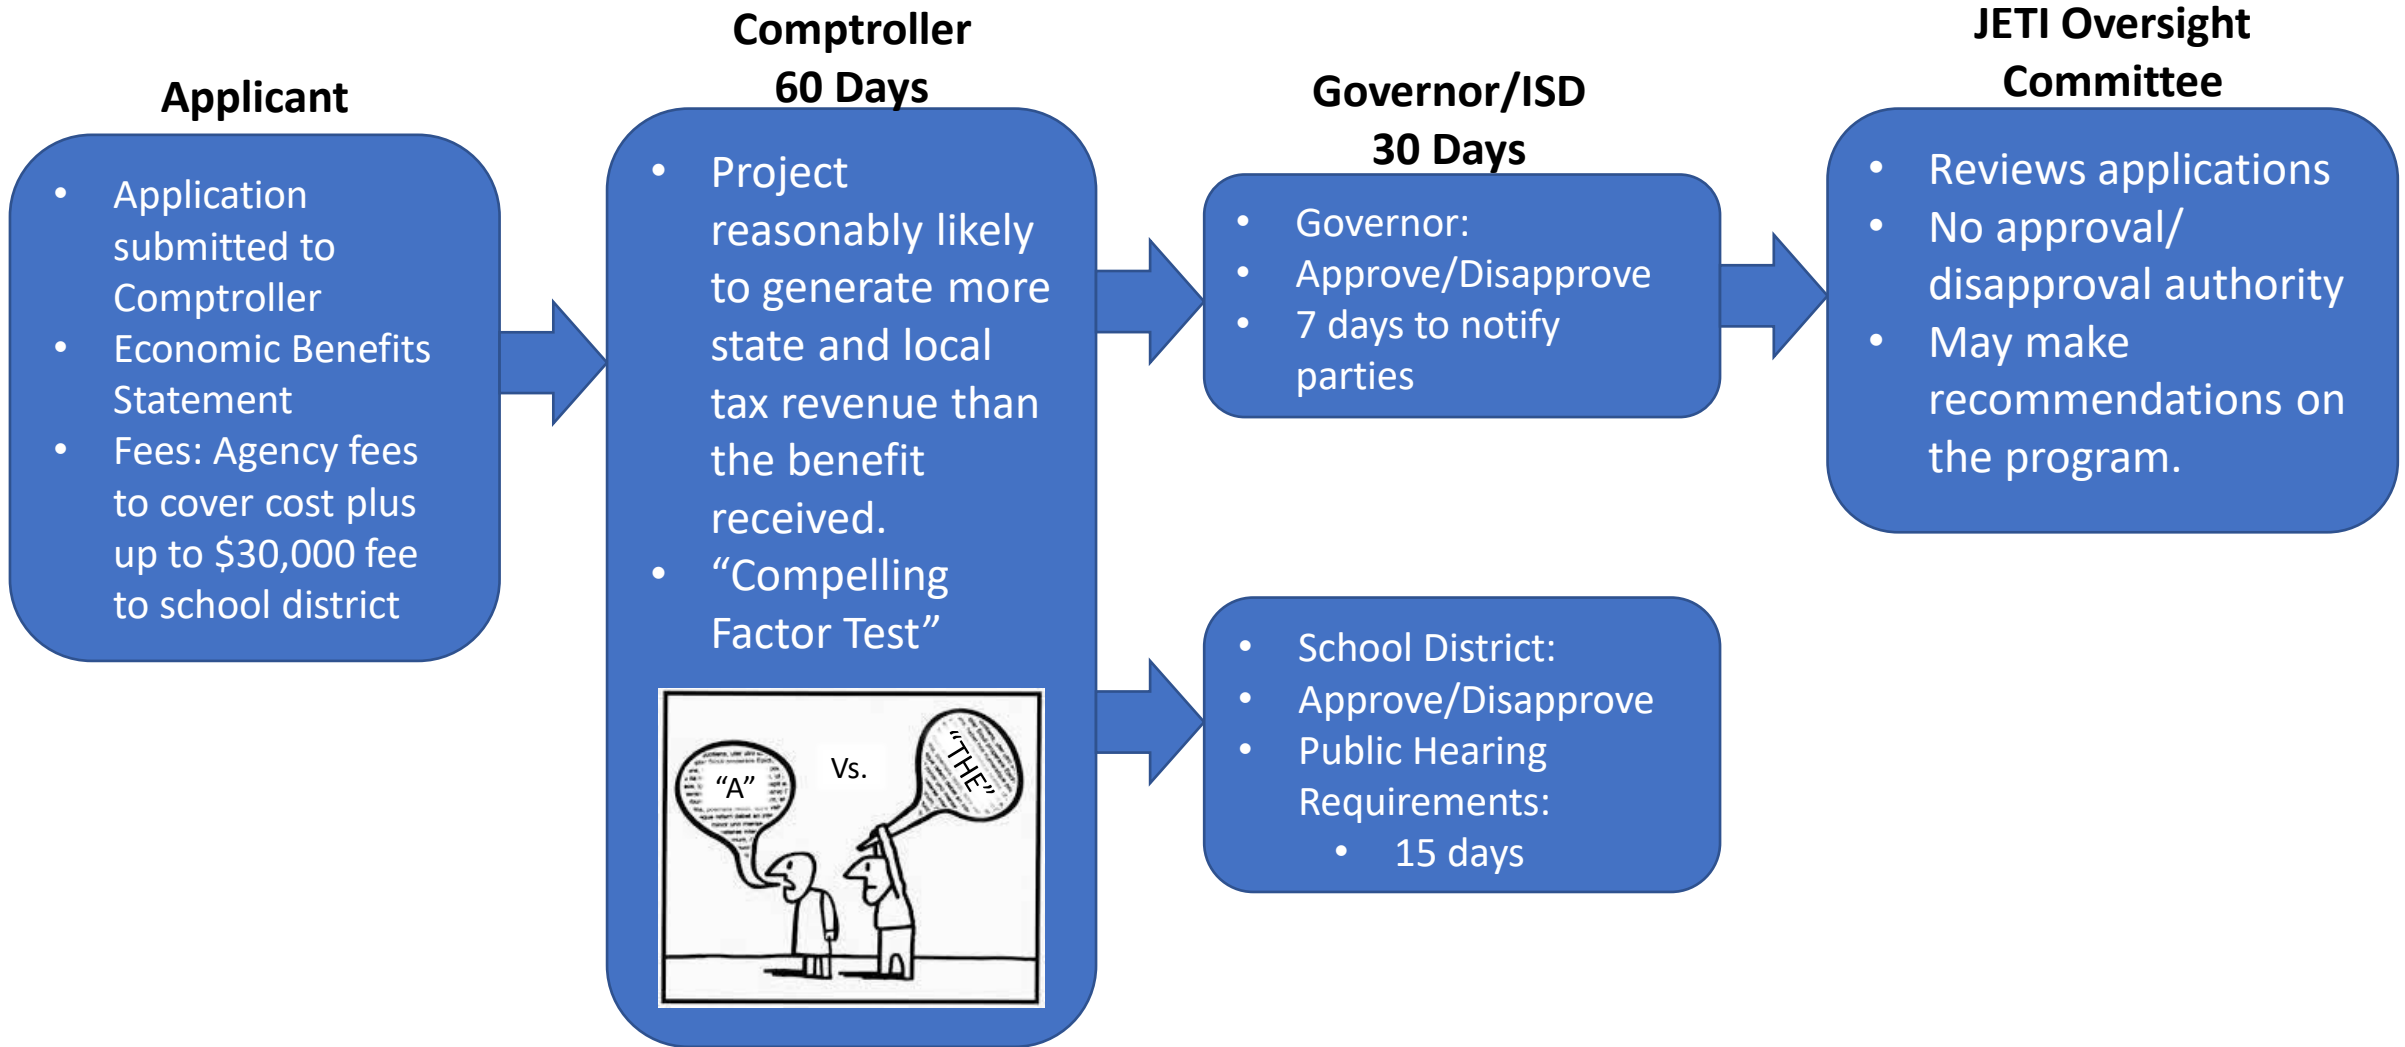 Applicant
• Application
submitted to
Comptroller
• Economic Benefits
Statement
• Fees: Agency fees
to cover cost plus
up to $30,000 fee
to school district
Comptroller
60 Days
• Project
reasonably likely
to generate more
state and local
tax revenue than
the benefit
received.
• “Compelling
Factor Test”
“A”
Vs.
“THE”
Governor/ISD
30 Days
• Governor:
• Approve/Disapprove
• 7 days to notify
parties
• School District:
• Approve/Disapprove
• Public Hearing
Requirements:
• 15 days
JETI Oversight
Committee
• Reviews applications
• No approval/
disapproval authority
• May make
recommendations on
the program.